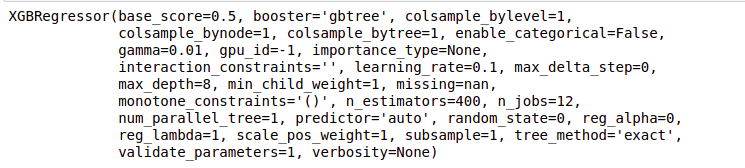 XGBRegressor(base_score=0.5, booster='gbtree', colsample_bylevel=1,
colsample_bynode=1, colsample_bytree=1, enable_categorical=False,
gamma=0.01, gpu_id=-1, importance_type=None,
interaction_constraints='', learning_rate=0.1, max_delta_step=0,
max_depth=8, min_child_weight=1, missing=nan,
monotone_constraints='()', n_estimators=400, n_jobs=12,
num_parallel_tree=1, predictor='auto', random_state=0, reg_alpha=0,
reg_lambda=1, scale_pos_weight=1, subsample=1, tree_method='exact',
validate_parameters=1, verbosity=None)